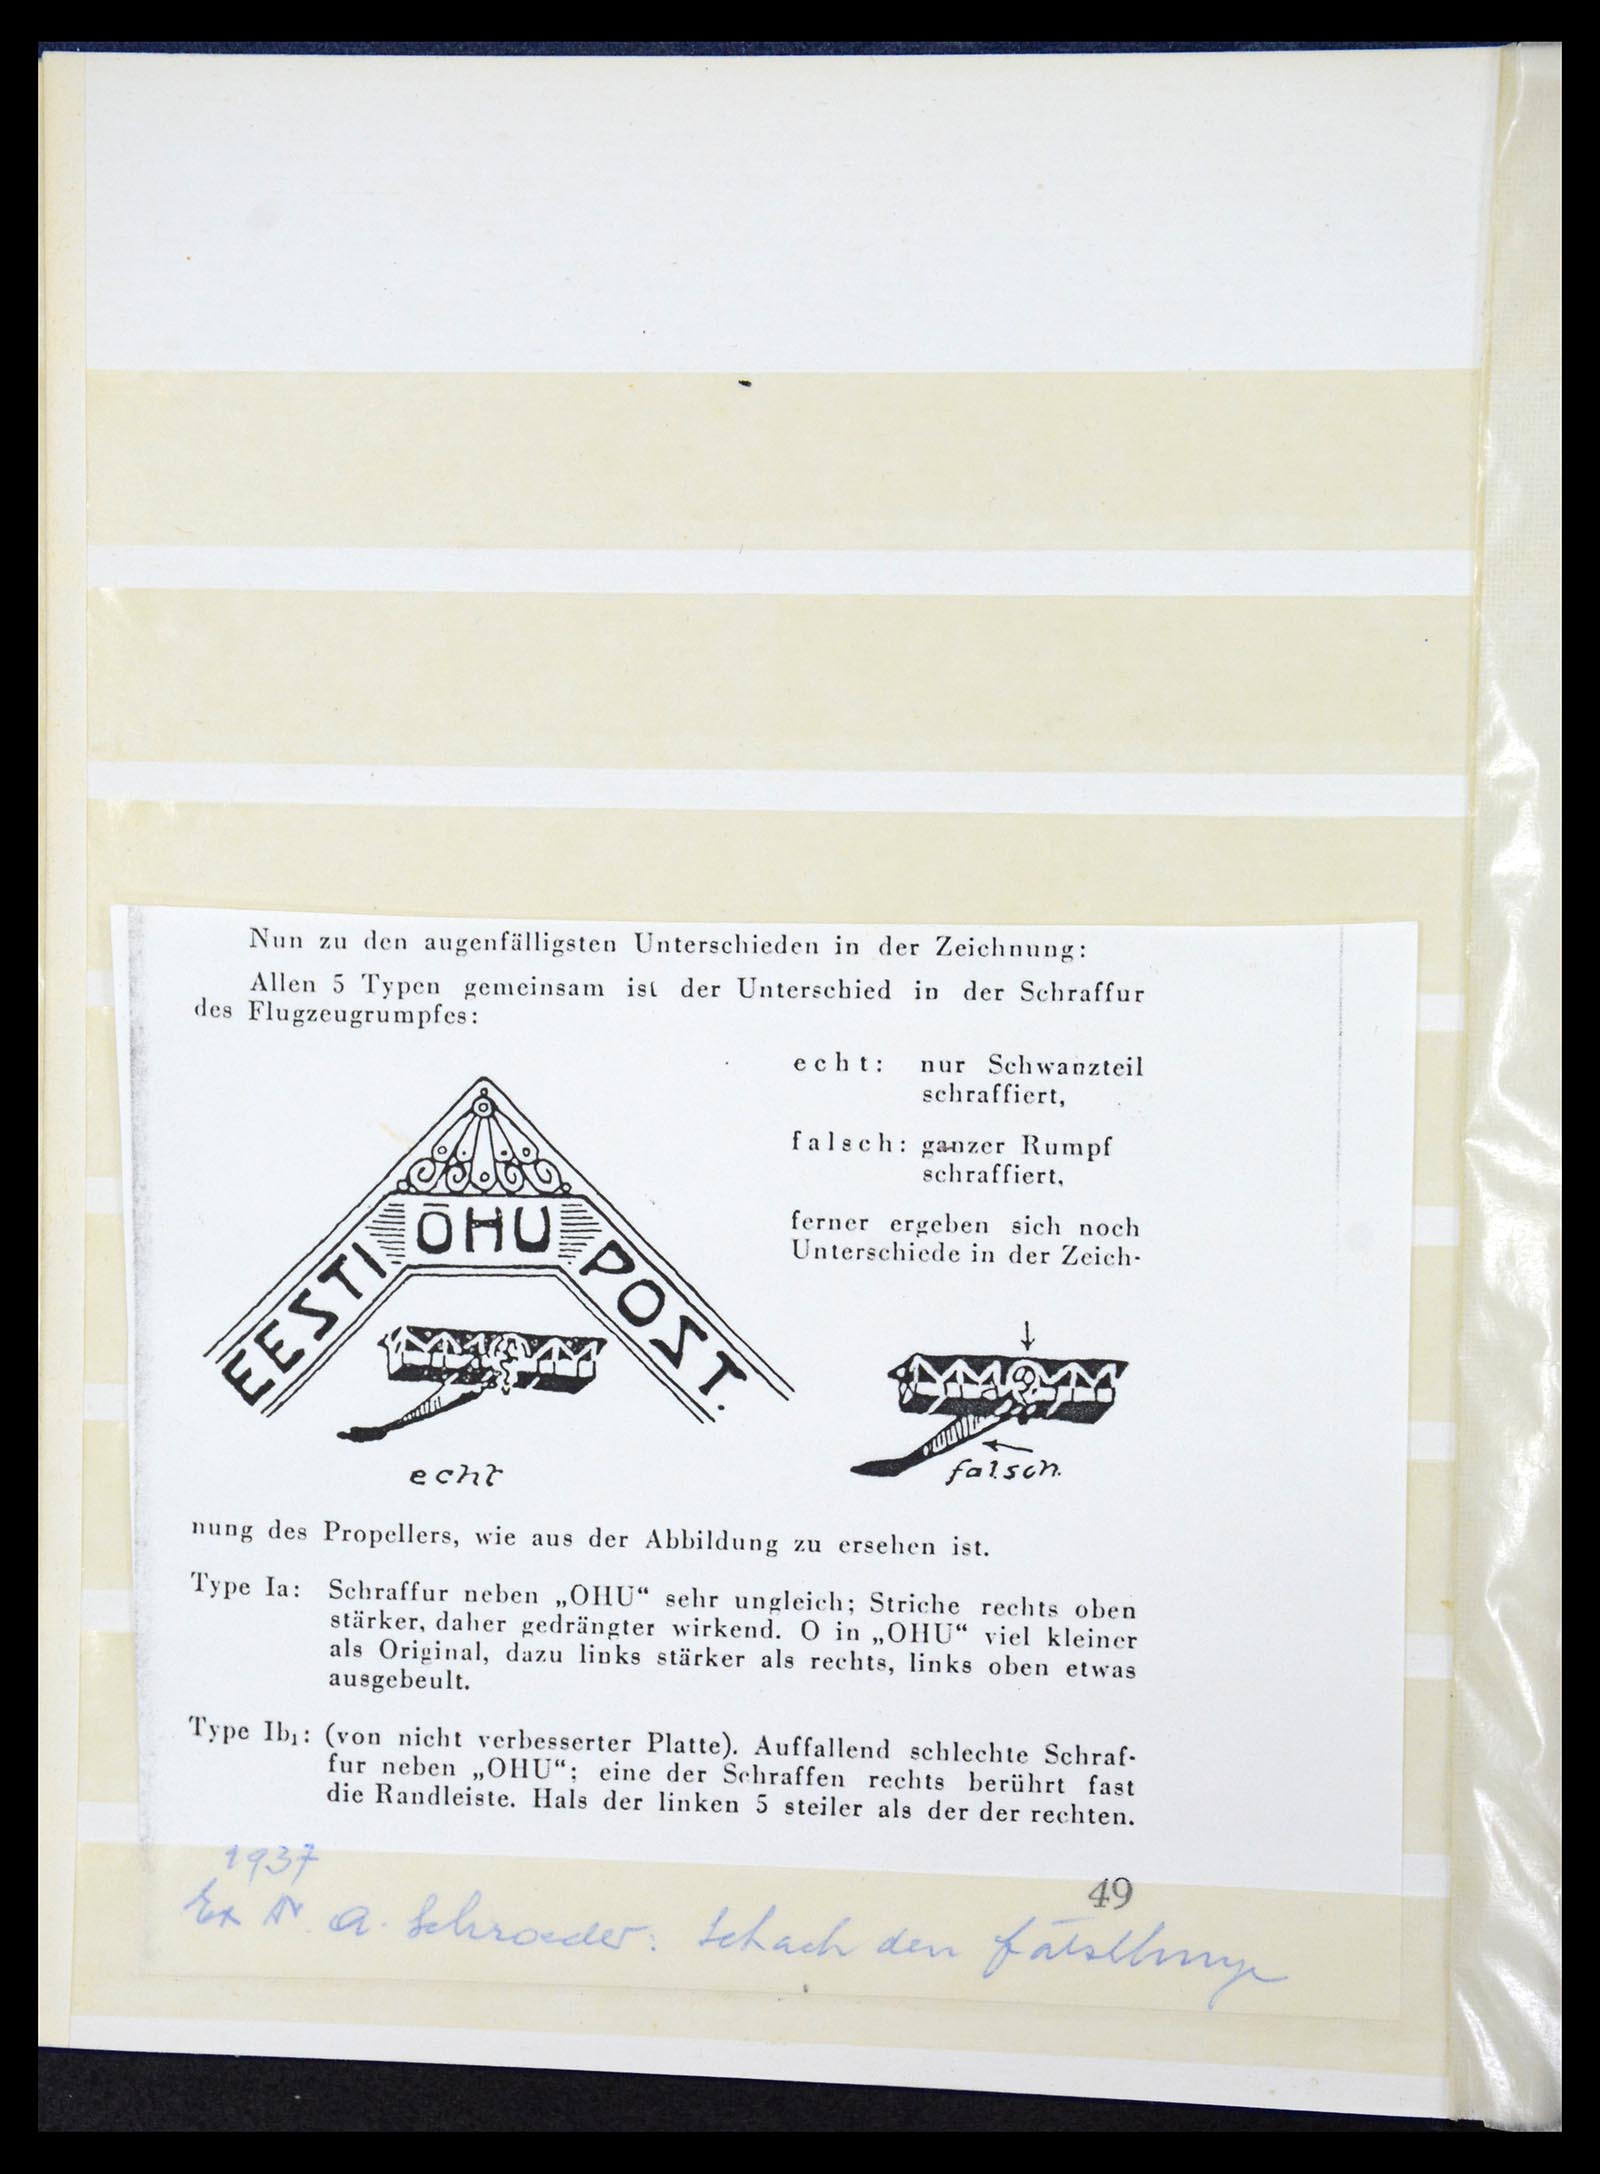 Nun zu den augenfälligsten Unterschieden in der Zeichnung:
Allen 5 Typen gemeinsam ist der Unterschied in der Schraffur
des Flugzeugrumpfes:
echt: nur Schwanzteil
schraffiert,
falsch: ganzer Rumpf
schraffiert,
ferner ergeben sich noch
Unterschiede in der Zeich-
EESTI ÕHU POST.
echt
falsch.
nung des Propellers, wie aus der Abbildung zu ersehen ist.
Type Ia: Schraffur neben „OHU“ sehr ungleich; Striche rechts oben
stärker, daher gedrängter wirkend. O in „OHU“ viel kleiner
als Original, dazu links stärker als rechts, links oben etwas
ausgebeult.
Type Ib₁: (von nicht verbesserter Platte). Auffallend schlechte Schraf-
fur neben „OHU“; eine der Schraffen rechts berührt fast
die Randleiste. Hals der linken 5 steiler als der der rechten.
1937
49
Ex Dr. A. Schroeder: Schach den